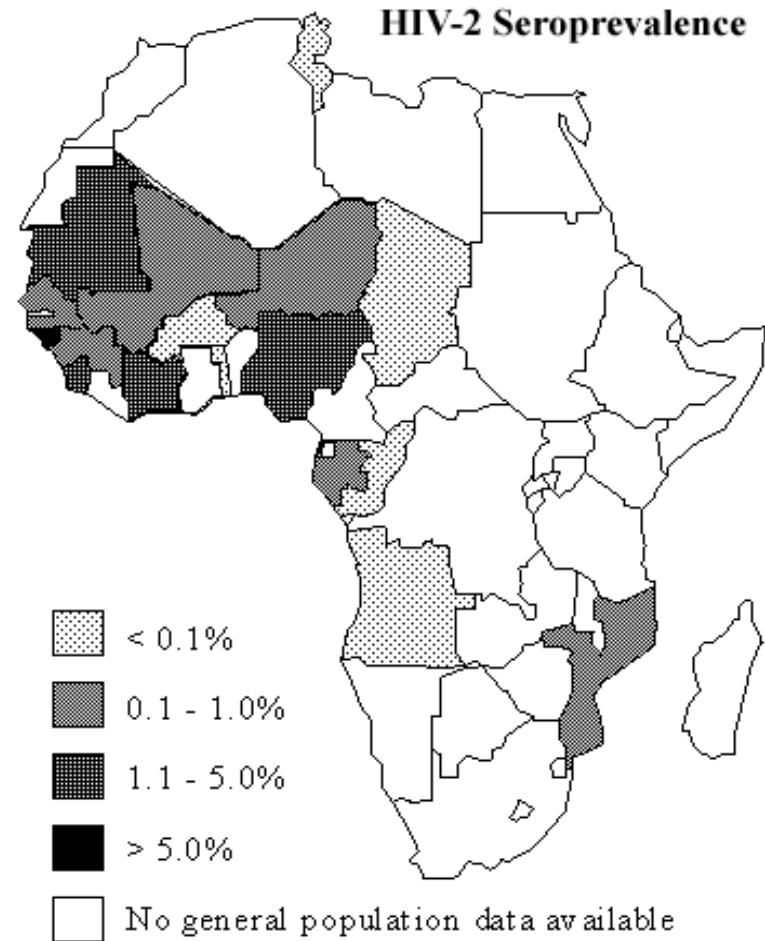 HIV-2 Seroprevalence
< 0.1%
0.1 - 1.0%
1.1 - 5.0%
> 5.0%
No general population data available